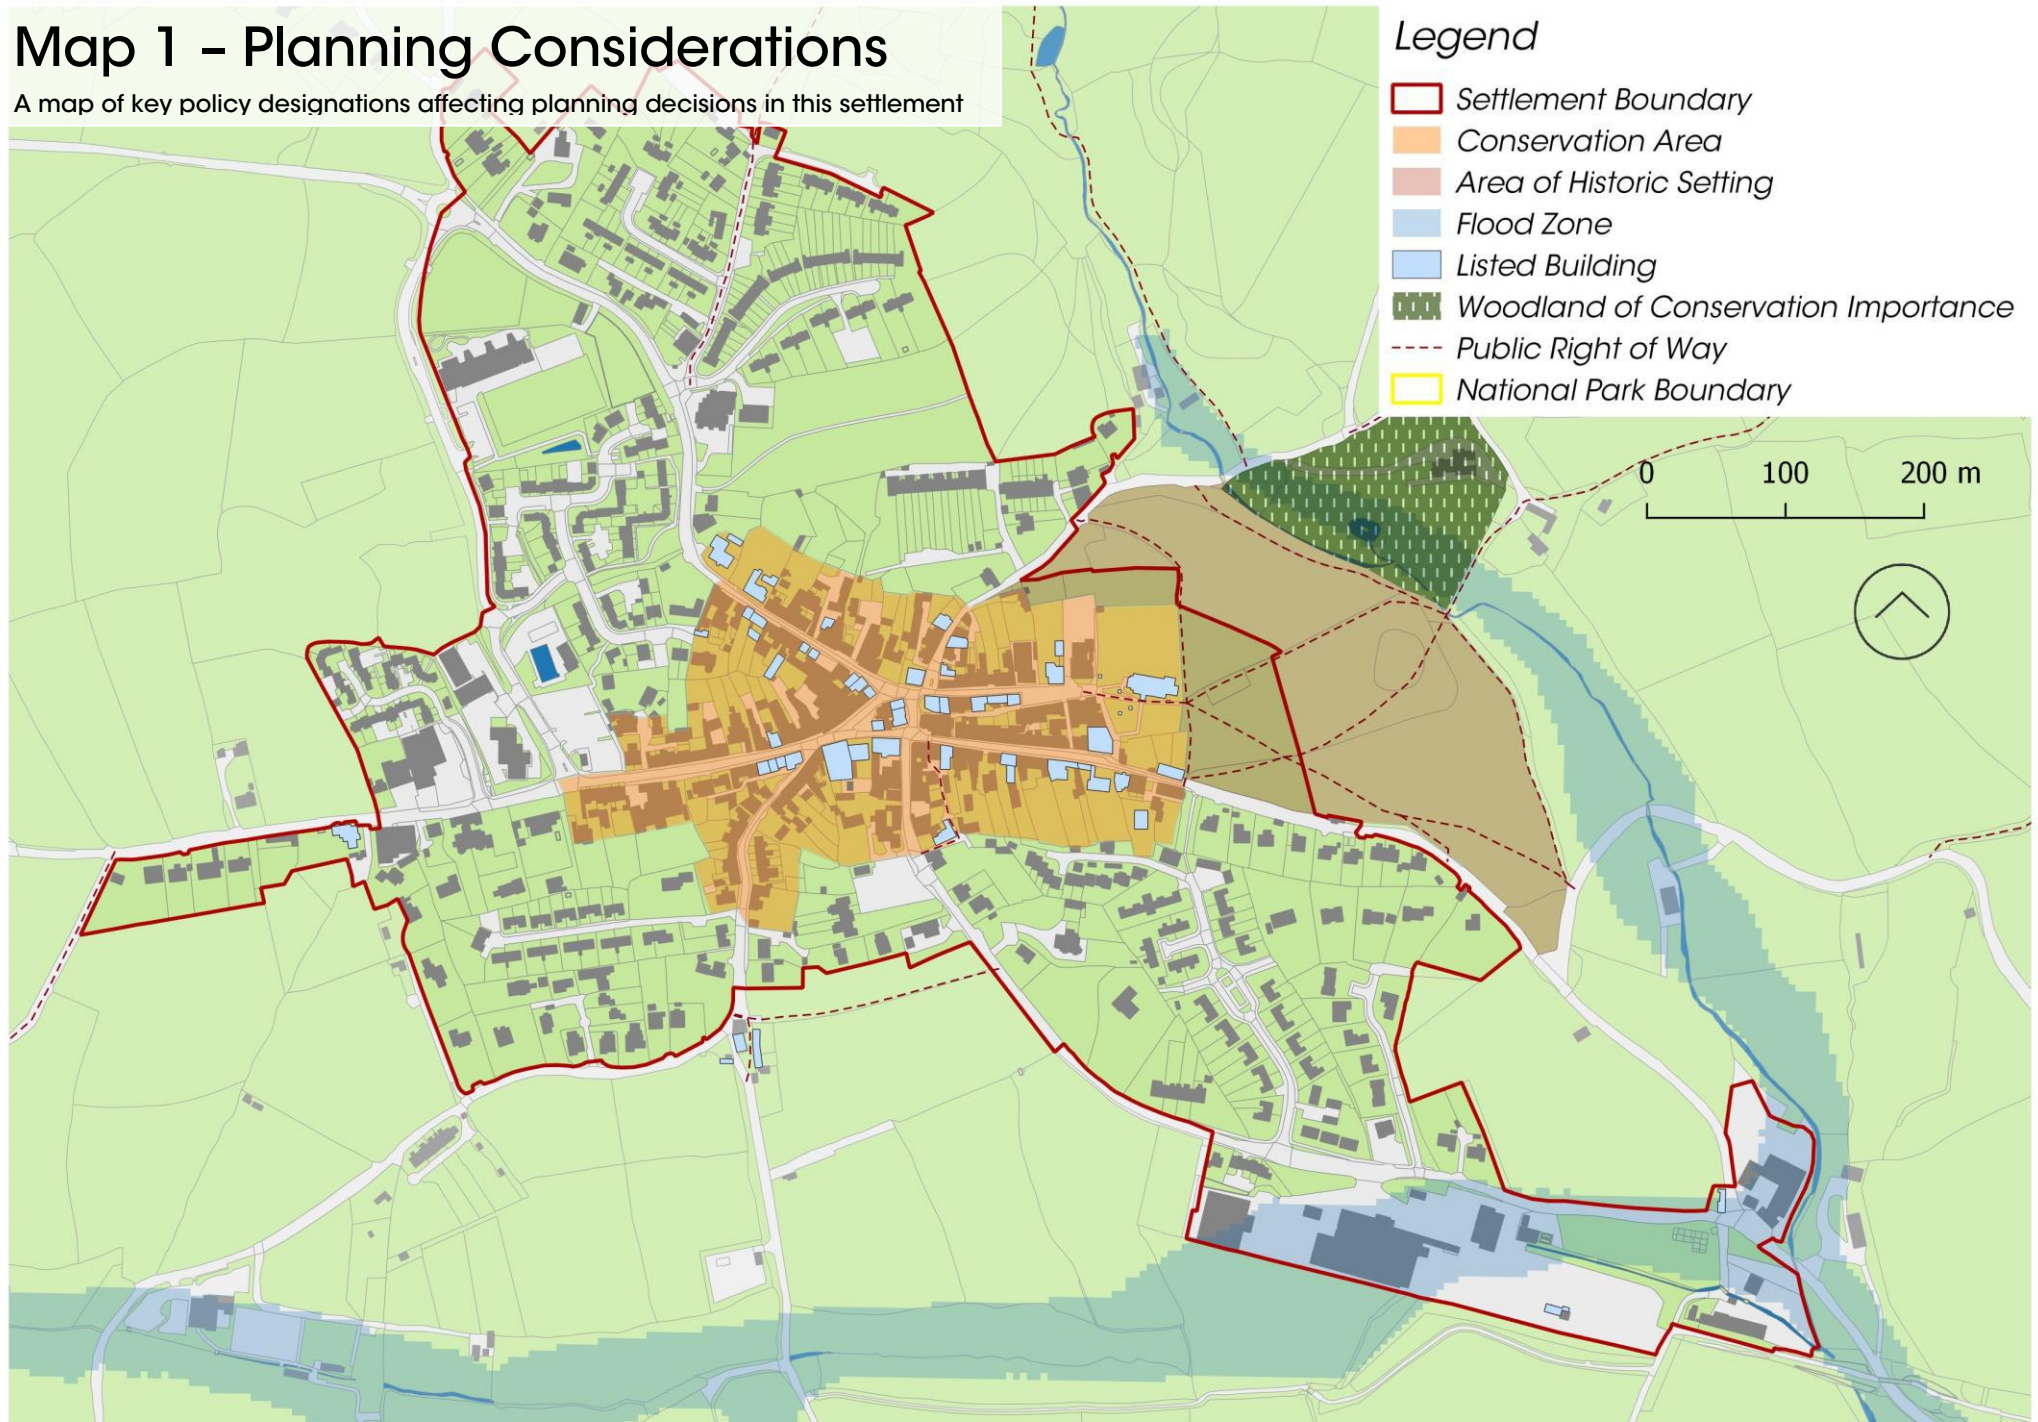 Map 1 – Planning Considerations
A map of key policy designations affecting planning decisions in this settlement
Legend
Settlement Boundary
Conservation Area
Area of Historic Setting
Flood Zone
Listed Building
Woodland of Conservation Importance
Public Right of Way
National Park Boundary
0 100 200 m